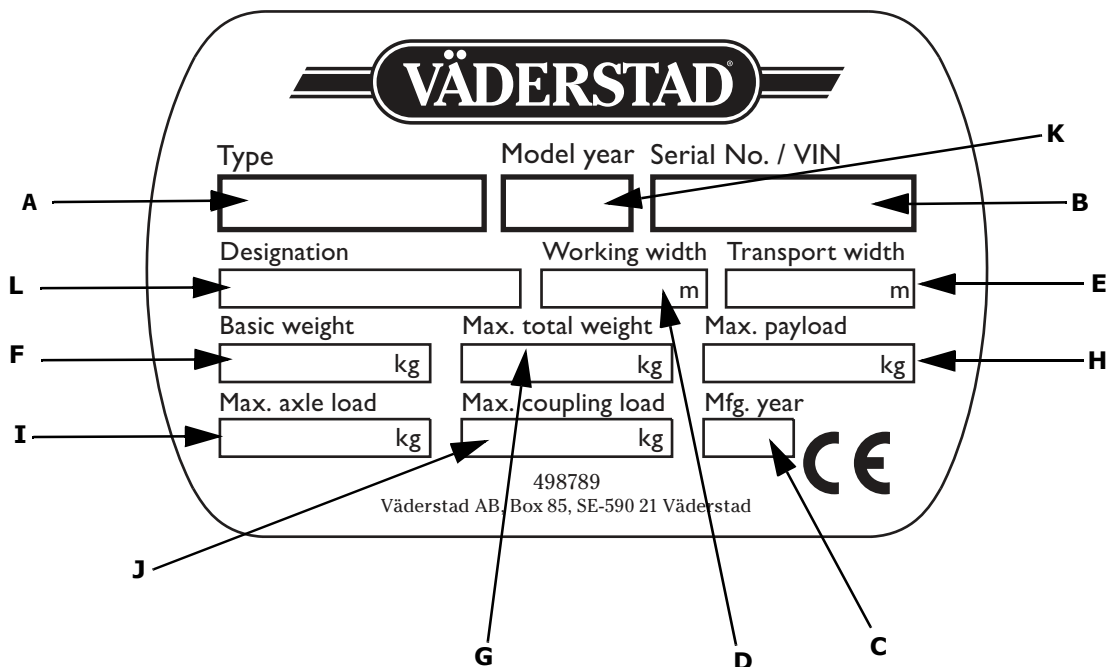 VÄDERSTAD®
K
Type Model year Serial No. / VIN
A
B
Designation Working width Transport width
L
m
m
E
Basic weight Max. total weight Max. payload
F
kg
kg
kg
H
Max. axle load Max. coupling load Mfg. year
I
kg
kg
CE
498789
Väderstad AB, Box 85, SE-590 21 Väderstad
J
G
D
C